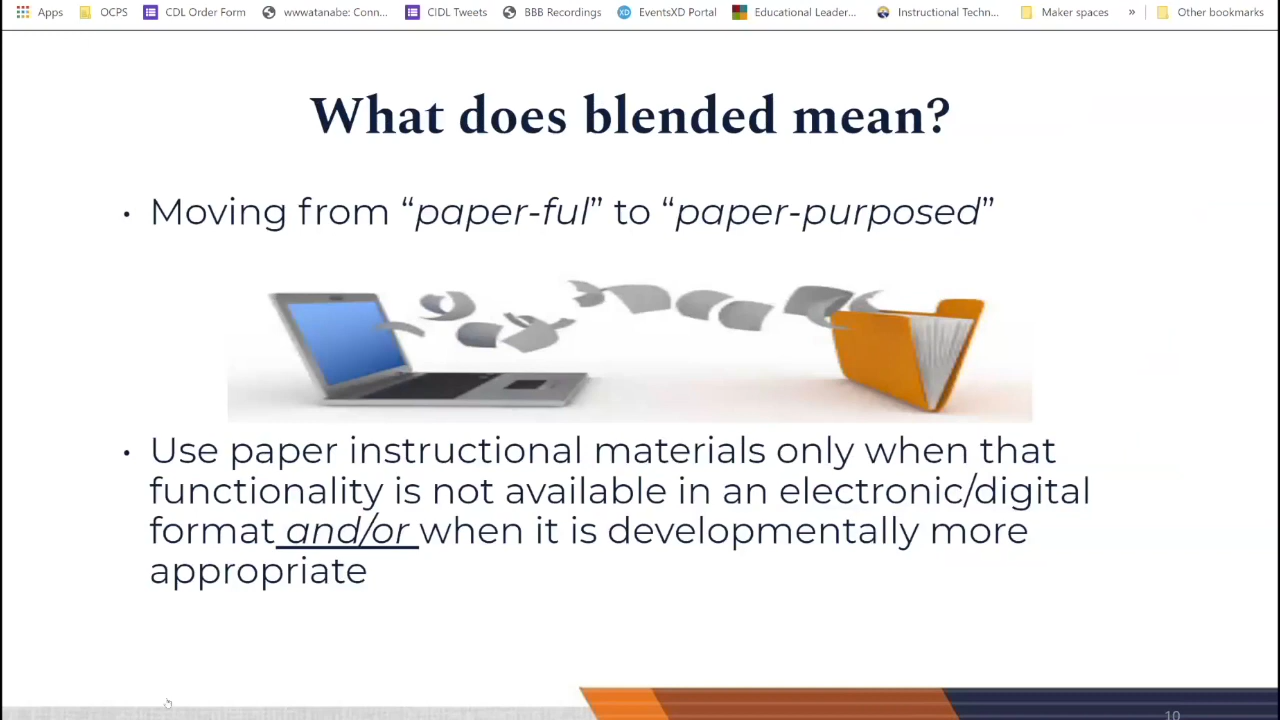 Apps OCPS CDL Order Form wwwatanabe: Conn... CIDL Tweets BBB Recordings XD EventsXD Portal Educational Leader... Instructional Techn... Maker spaces » Other bookmarks
What does blended mean?
• Moving from “paper-ful” to “paper-purposed”
• Use paper instructional materials only when that
functionality is not available in an electronic/digital
format and/or when it is developmentally more
appropriate
10